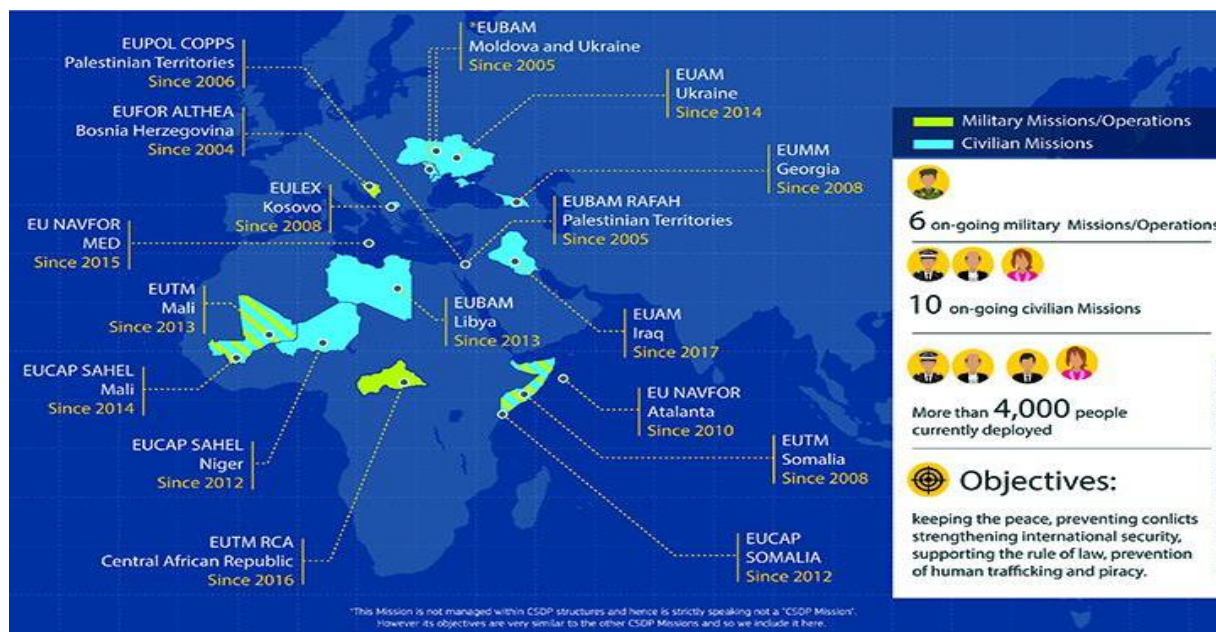 EUPOL COPPS
Palestinian Territories
Since 2006
*EUBAM
Moldova and Ukraine
Since 2005
EUAM
Ukraine
Since 2014
EUFOR ALTHEA
Bosnia Herzegovina
Since 2004
EUMM
Georgia
Since 2008
EULEX
Kosovo
Since 2008
EUBAM RAFAH
Palestinian Territories
Since 2005
EU NAVFOR
MED
Since 2015
EUTM
Mali
Since 2013
EUBAM
Libya
Since 2013
EUAM
Iraq
Since 2017
EUCAP SAHEL
Mali
Since 2014
EU NAVFOR
Atalanta
Since 2010
EUCAP SAHEL
Niger
Since 2012
EUTM
Somalia
Since 2008
EUTM RCA
Central African Republic
Since 2016
EUCAP
SOMALIA
Since 2012
Military Missions/Operations
Civilian Missions
6 on-going military Missions/Operations
10 on-going civilian Missions
More than 4,000 people
currently deployed
Objectives:
keeping the peace, preventing conlicts
strengthening international security,
supporting the rule of law, prevention
of human trafficking and piracy.
"This Mission is not managed within CSDP structures and hence is strictly speaking not a "CSDP Mission".
However its objectives are very similar to the other CSDP Missions and so we include it here.